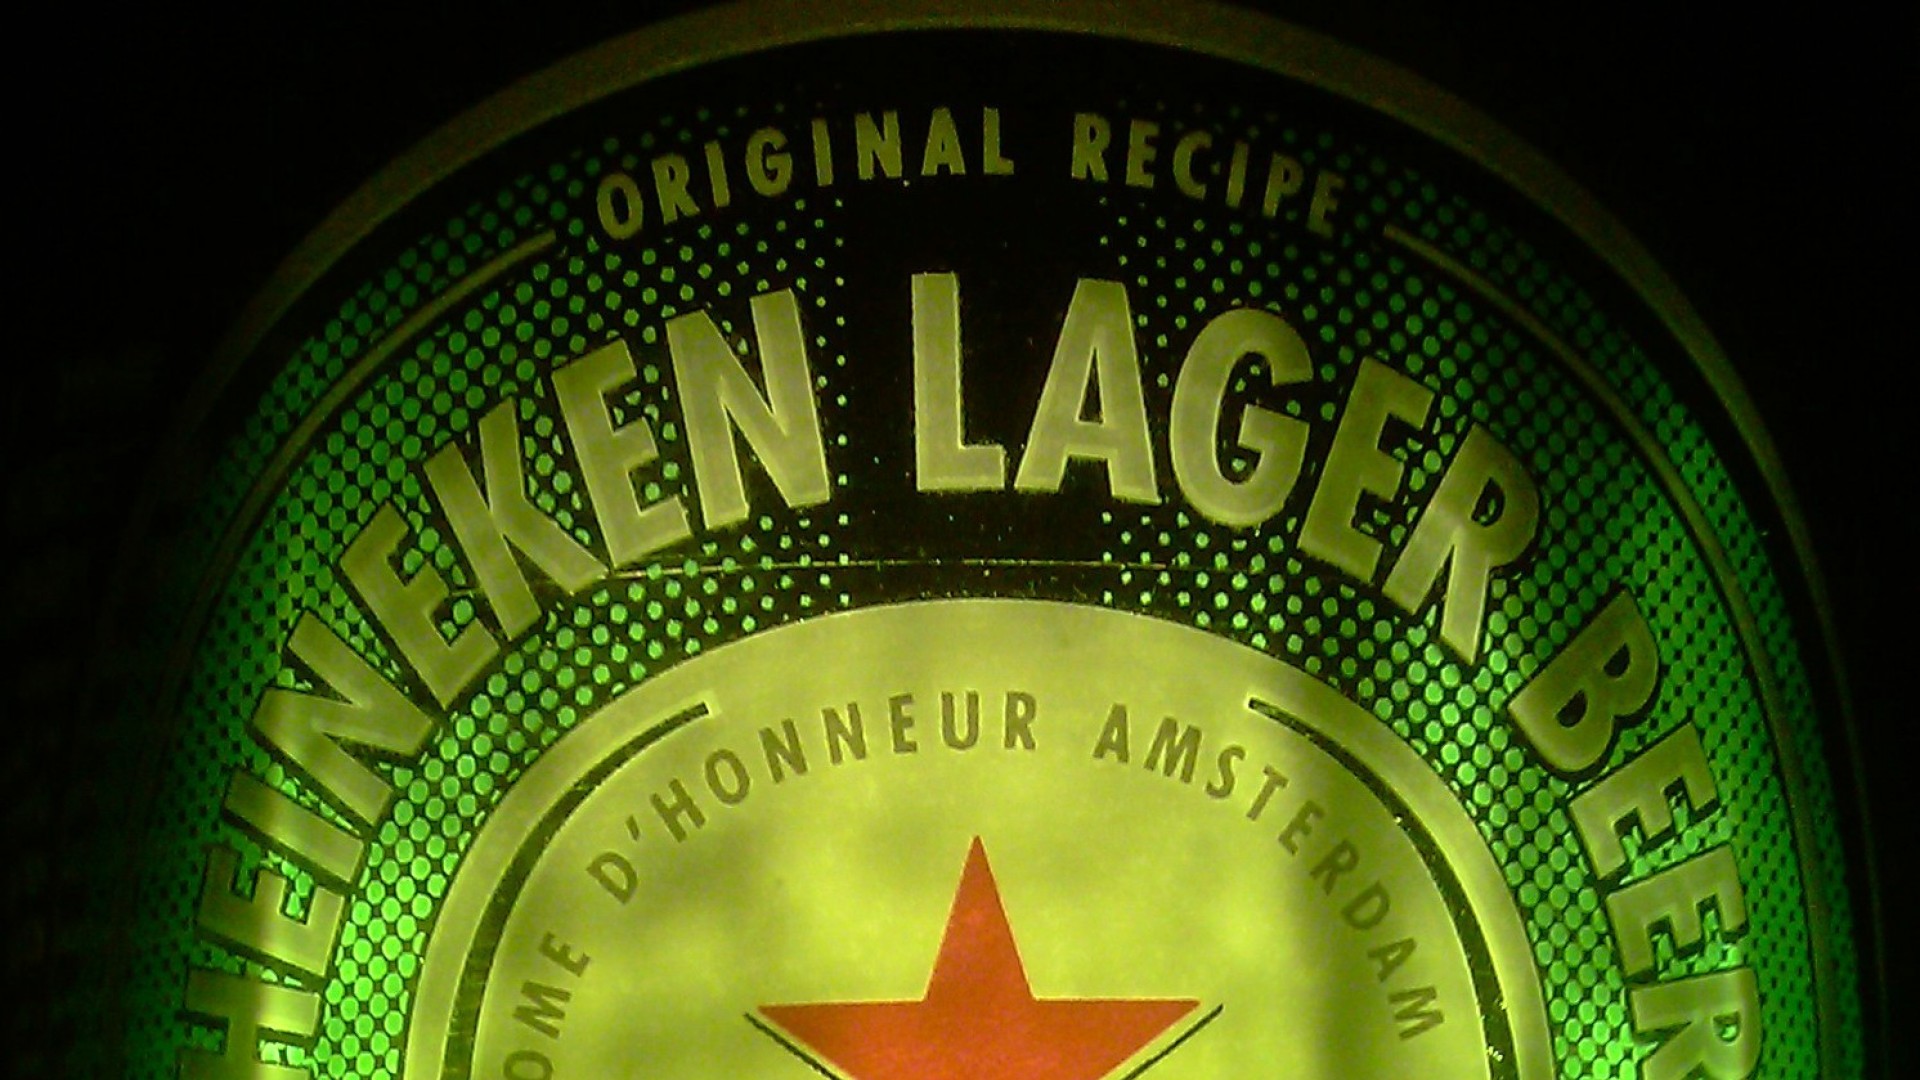 ORIGINAL RECIPE
HEINEKEN LAGER BEER
D'HONNEUR AMSTERDAM